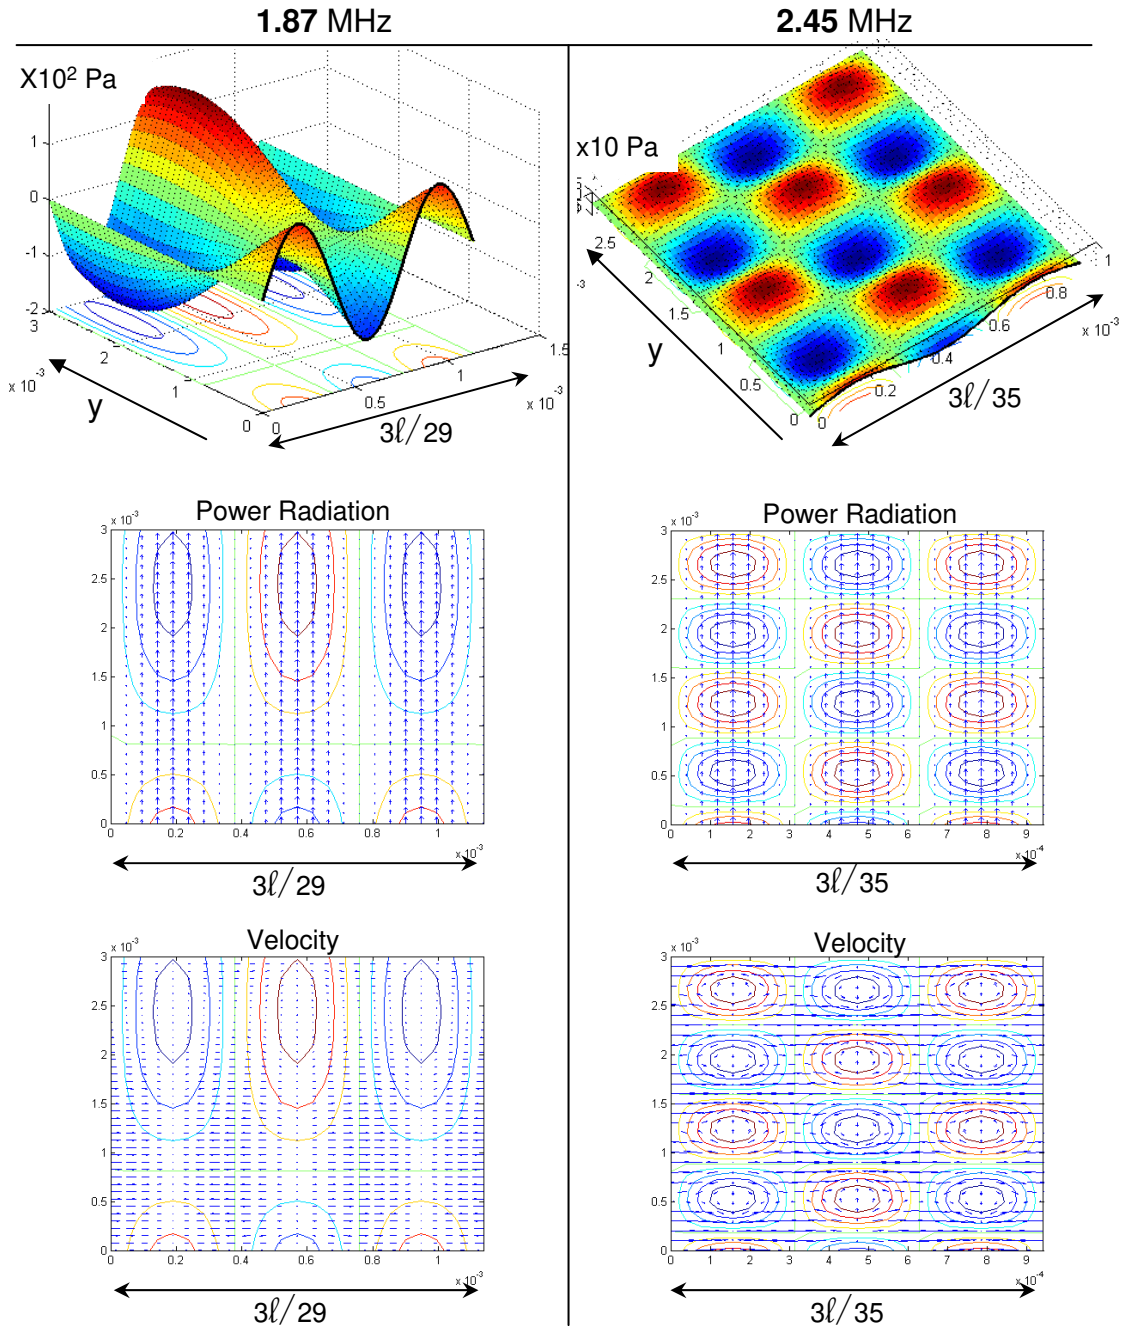 1.87 MHz
2.45 MHz
X10² Pa
1
0
-1
-2
3
2
1
0
x 10⁻³
y
0
0.5
1
1.5
x 10⁻³
3ℓ/29
x10 Pa
2.5
2
1.5
1
0.5
0
-3
y
0
0.2
0.4
0.6
0.8
1
x 10⁻³
3ℓ/35
Power Radiation
x 10⁻³
3
2.5
2
1.5
1
0.5
0
0 0.2 0.4 0.6 0.8 1
x 10⁻³
3ℓ/29
Power Radiation
x 10⁻³
3
2.5
2
1.5
1
0.5
0
0 1 2 3 4 5 6 7 8 9
x 10⁻⁴
3ℓ/35
Velocity
x 10⁻³
3
2.5
2
1.5
1
0.5
0
0 0.2 0.4 0.6 0.8 1
x 10⁻³
3ℓ/29
Velocity
x 10⁻³
3
2.5
2
1.5
1
0.5
0
0 1 2 3 4 5 6 7 8 9
x 10⁻⁴
3ℓ/35